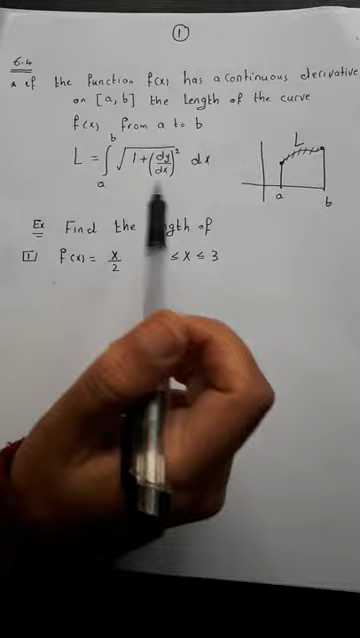 1
6.4
* if the function f(x) has a continuous derivative
on [a, b] the length of the curve
f(x) from a to b
L = ∫ₐᵇ √(1 + (dy/dx)²) dx
L
a b
Ex Find the length of
1 f(x) = x/2 ≤ x ≤ 3